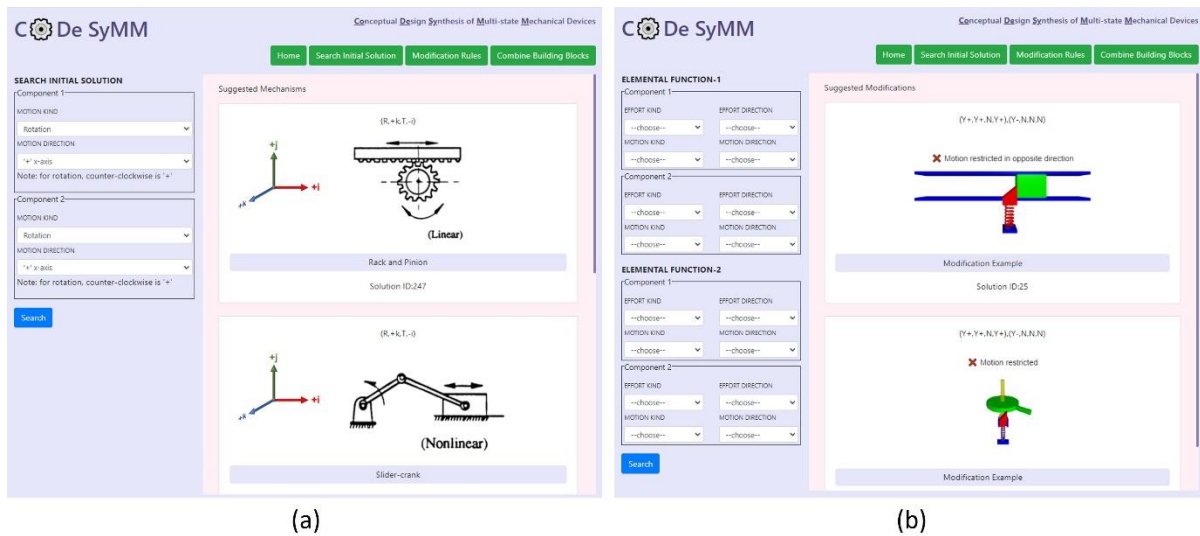 C De SyMM
Conceptual Design Synthesis of Multi-state Mechanical Devices
Home Search Initial Solution Modification Rules Combine Building Blocks
SEARCH INITIAL SOLUTION
Component 1
MOTION KIND
Rotation
MOTION DIRECTION
'+' x-axis
Note: for rotation, counter-clockwise is '+'
Component 2
MOTION KIND
Rotation
MOTION DIRECTION
'+' x-axis
Note: for rotation, counter-clockwise is '+'
Search
Suggested Mechanisms
(R,+k,T,-i)
+j
+i
+k
(Linear)
Rack and Pinion
Solution ID:247
(R,+k,T,-i)
+j
+i
+k
(Nonlinear)
Slider-crank
(a)
C De SyMM
Conceptual Design Synthesis of Multi-state Mechanical Devices
Home Search Initial Solution Modification Rules Combine Building Blocks
ELEMENTAL FUNCTION-1
Component 1
EFFORT KIND EFFORT DIRECTION
--choose-- --choose--
MOTION KIND MOTION DIRECTION
--choose-- --choose--
Component 2
EFFORT KIND EFFORT DIRECTION
--choose-- --choose--
MOTION KIND MOTION DIRECTION
--choose-- --choose--
ELEMENTAL FUNCTION-2
Component 1
EFFORT KIND EFFORT DIRECTION
--choose-- --choose--
MOTION KIND MOTION DIRECTION
--choose-- --choose--
Component 2
EFFORT KIND EFFORT DIRECTION
--choose-- --choose--
MOTION KIND MOTION DIRECTION
--choose-- --choose--
Search
Suggested Modifications
(Y+,Y+,N,Y+),(Y-,N,N,N)
Motion restricted in opposite direction
Modification Example
Solution ID:25
(Y+,Y+,N,Y+),(Y-,N,N,N)
Motion restricted
Modification Example
(b)